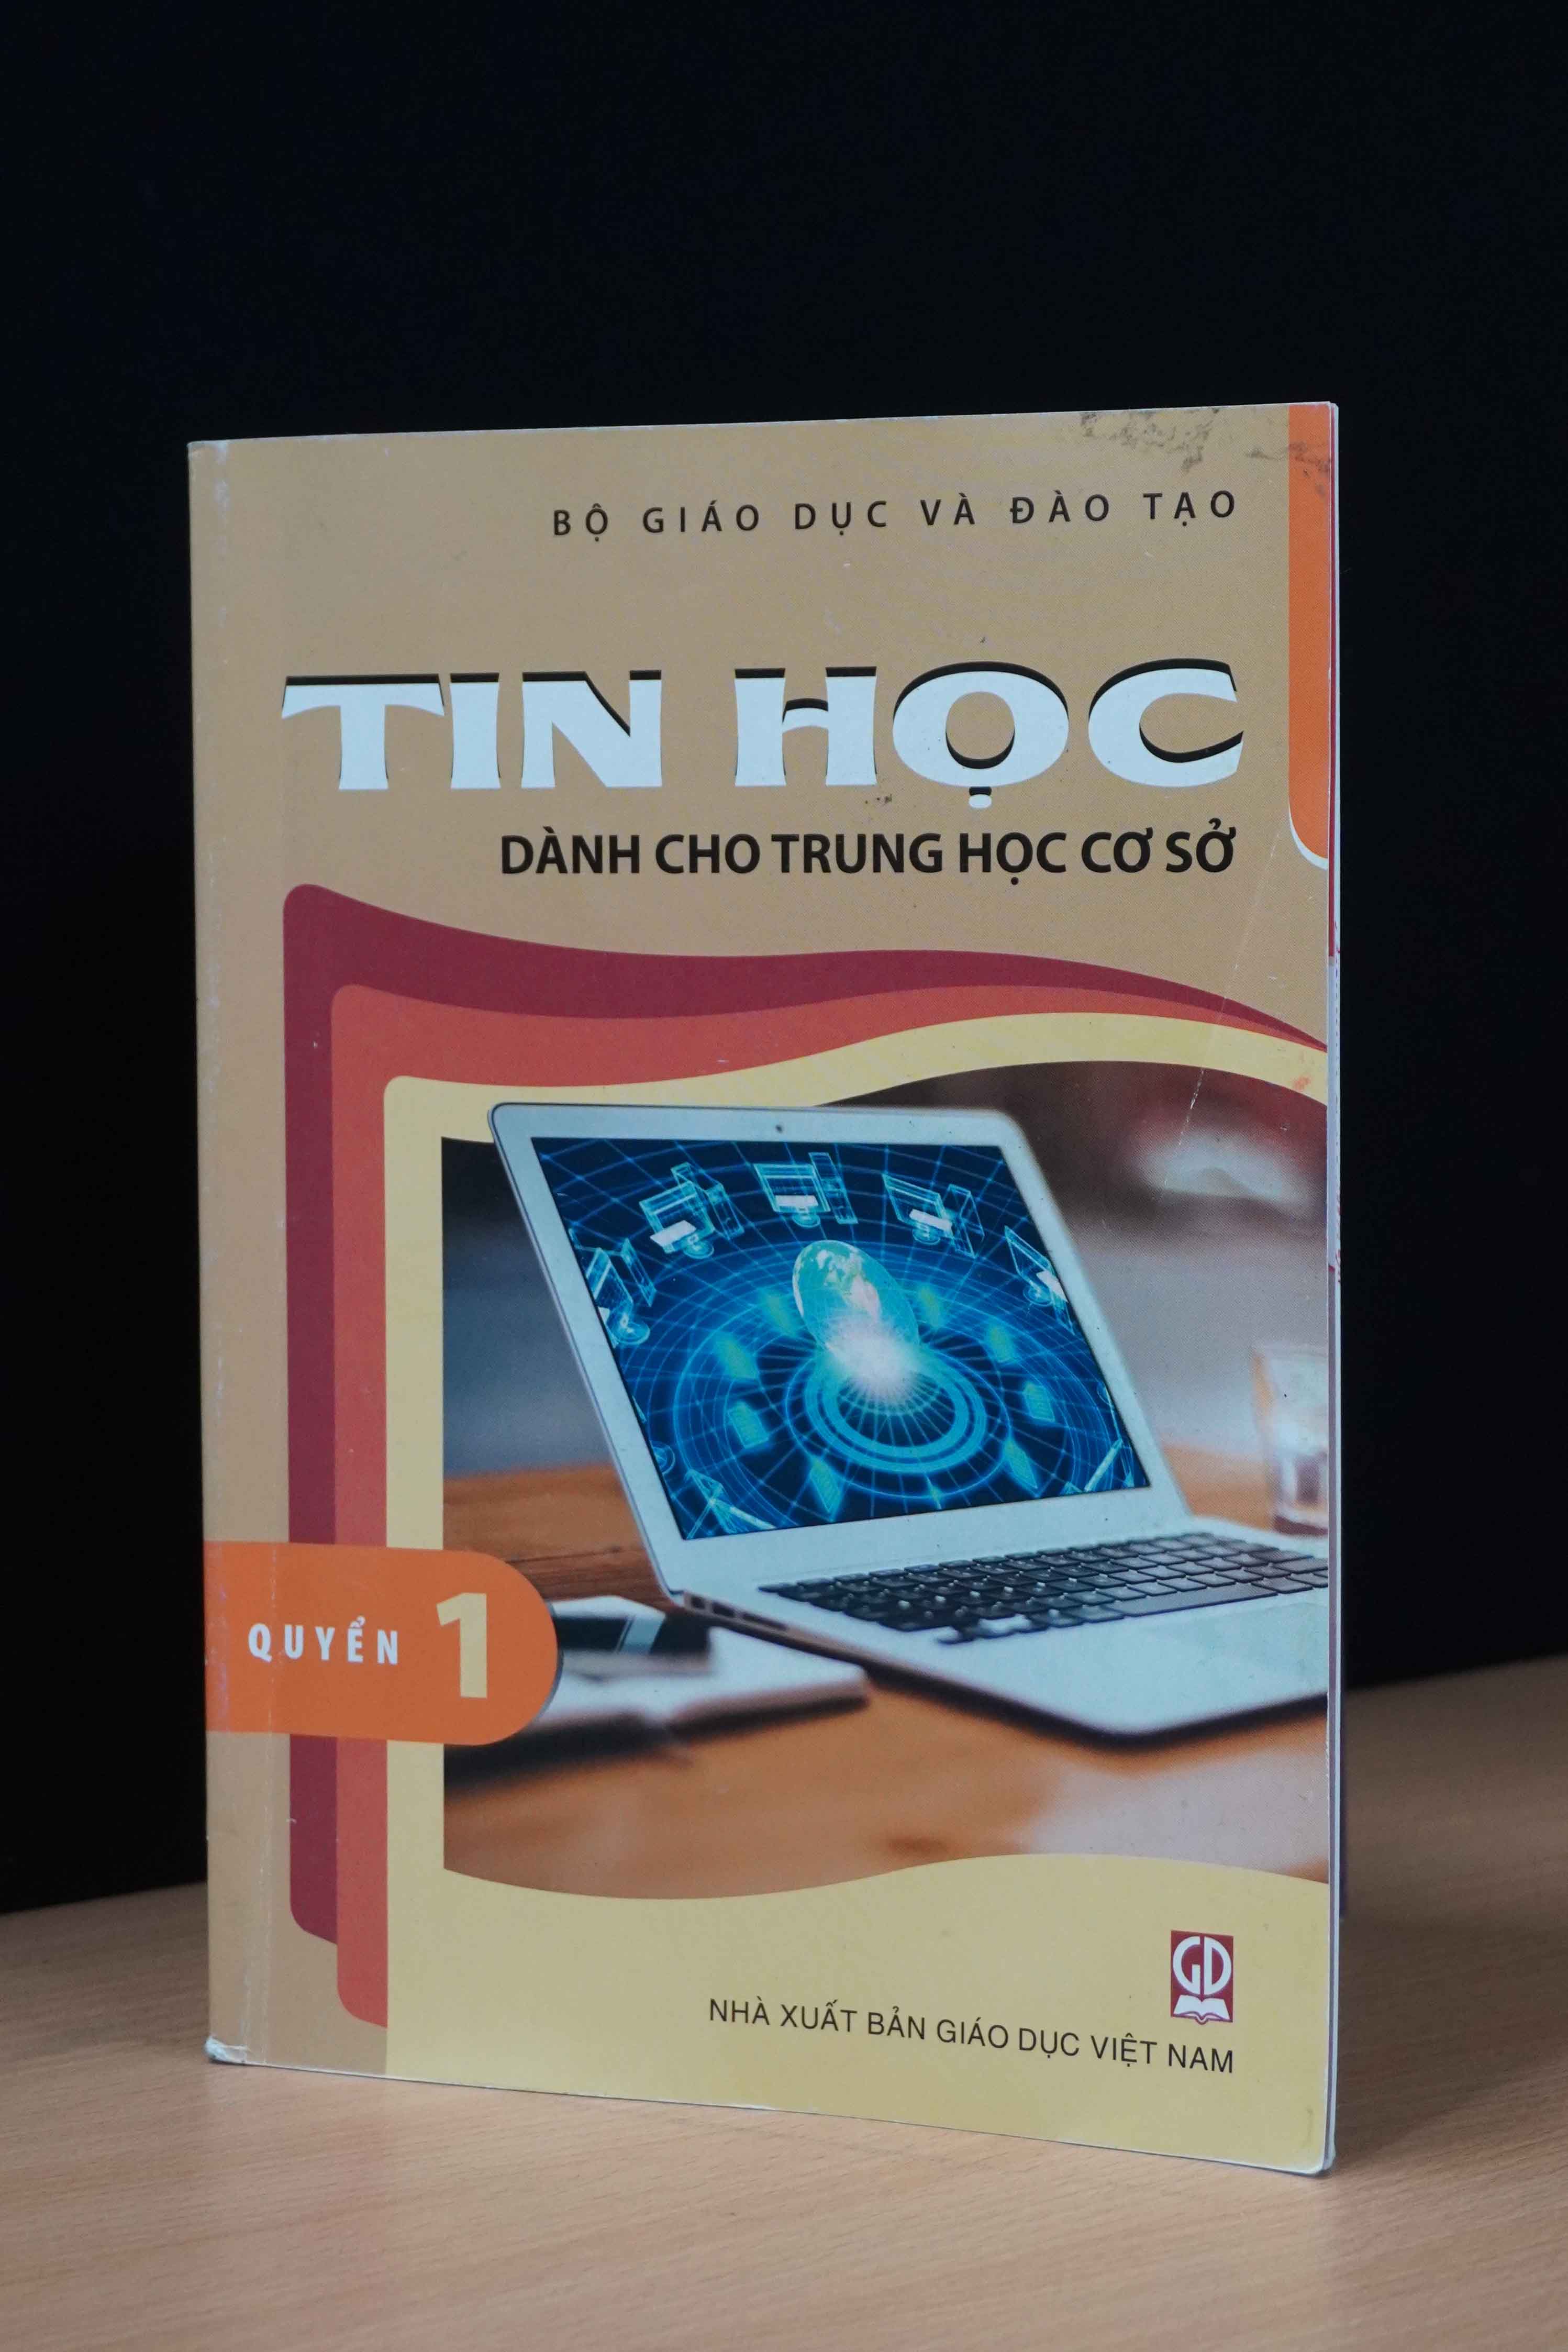 BỘ GIÁO DỤC VÀ ĐÀO TẠO
TIN HỌC
DÀNH CHO TRUNG HỌC CƠ SỞ
QUYỂN 1
GD
NHÀ XUẤT BẢN GIÁO DỤC VIỆT NAM